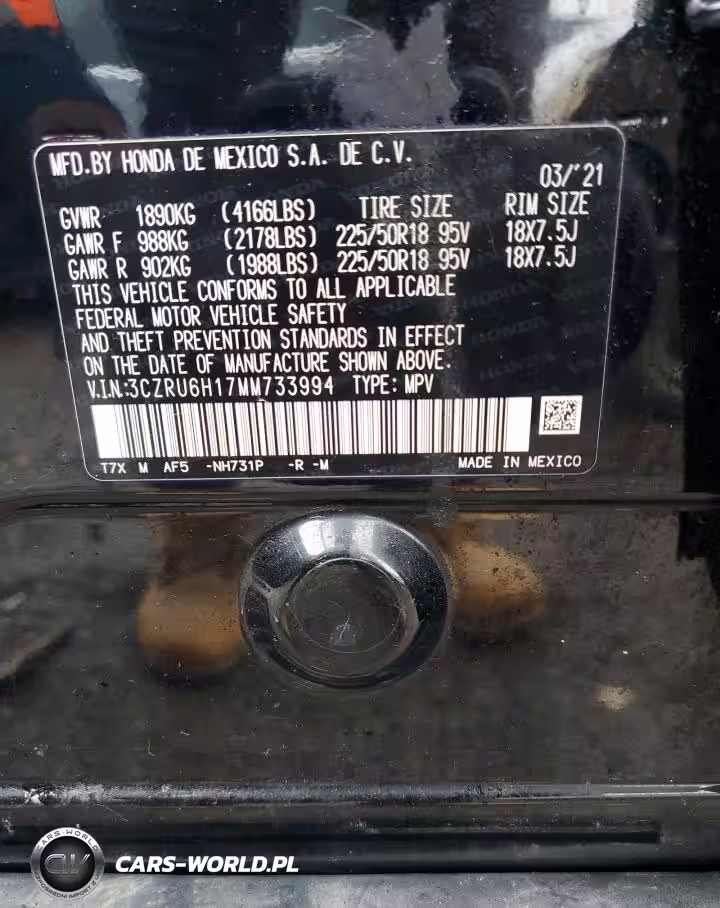 MFD.BY HONDA DE MEXICO S.A. DE C.V.
03/'21
GVWR 1890KG (4166LBS) TIRE SIZE RIM SIZE
GAWR F 988KG (2178LBS) 225/50R18 95V 18X7.5J
GAWR R 902KG (1988LBS) 225/50R18 95V 18X7.5J
THIS VEHICLE CONFORMS TO ALL APPLICABLE
FEDERAL MOTOR VEHICLE SAFETY
AND THEFT PREVENTION STANDARDS IN EFFECT
ON THE DATE OF MANUFACTURE SHOWN ABOVE.
V.I.N:3CZRU6H17MM733994 TYPE: MPV
T7X M AF5 -NH731P -R -M MADE IN MEXICO
CARS-WORLD
CARS-WORLD.PL